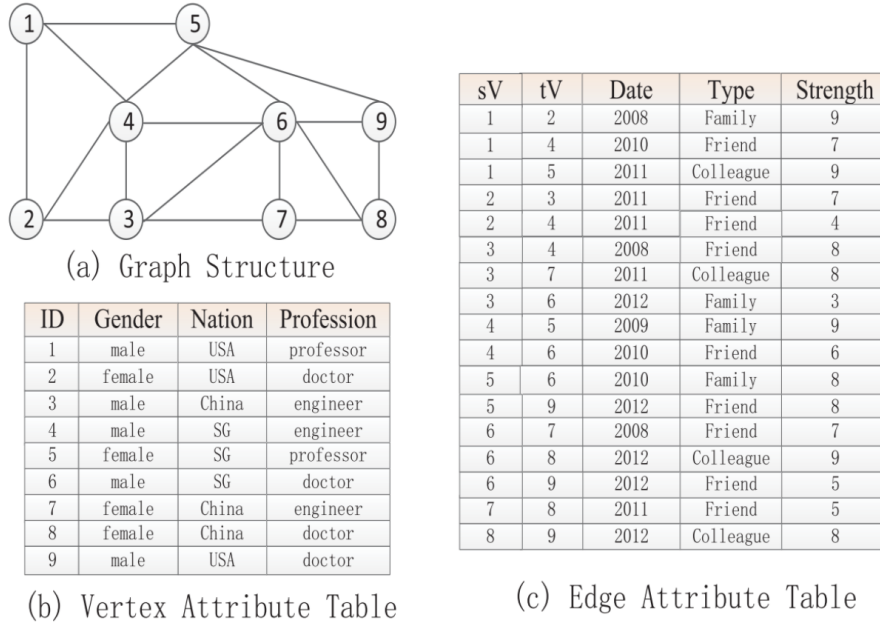 1 5
4 6 9
2 3 7 8
(a) Graph Structure
ID Gender Nation Profession
1 male USA professor
2 female USA doctor
3 male China engineer
4 male SG engineer
5 female SG professor
6 male SG doctor
7 female China engineer
8 female China doctor
9 male USA doctor
(b) Vertex Attribute Table
sV tV Date Type Strength
1 2 2008 Family 9
1 4 2010 Friend 7
1 5 2011 Colleague 9
2 3 2011 Friend 7
2 4 2011 Friend 4
3 4 2008 Friend 8
3 7 2011 Colleague 8
3 6 2012 Family 3
4 5 2009 Family 9
4 6 2010 Friend 6
5 6 2010 Family 8
5 9 2012 Friend 8
6 7 2008 Friend 7
6 8 2012 Colleague 9
6 9 2012 Friend 5
7 8 2011 Friend 5
8 9 2012 Colleague 8
(c) Edge Attribute Table